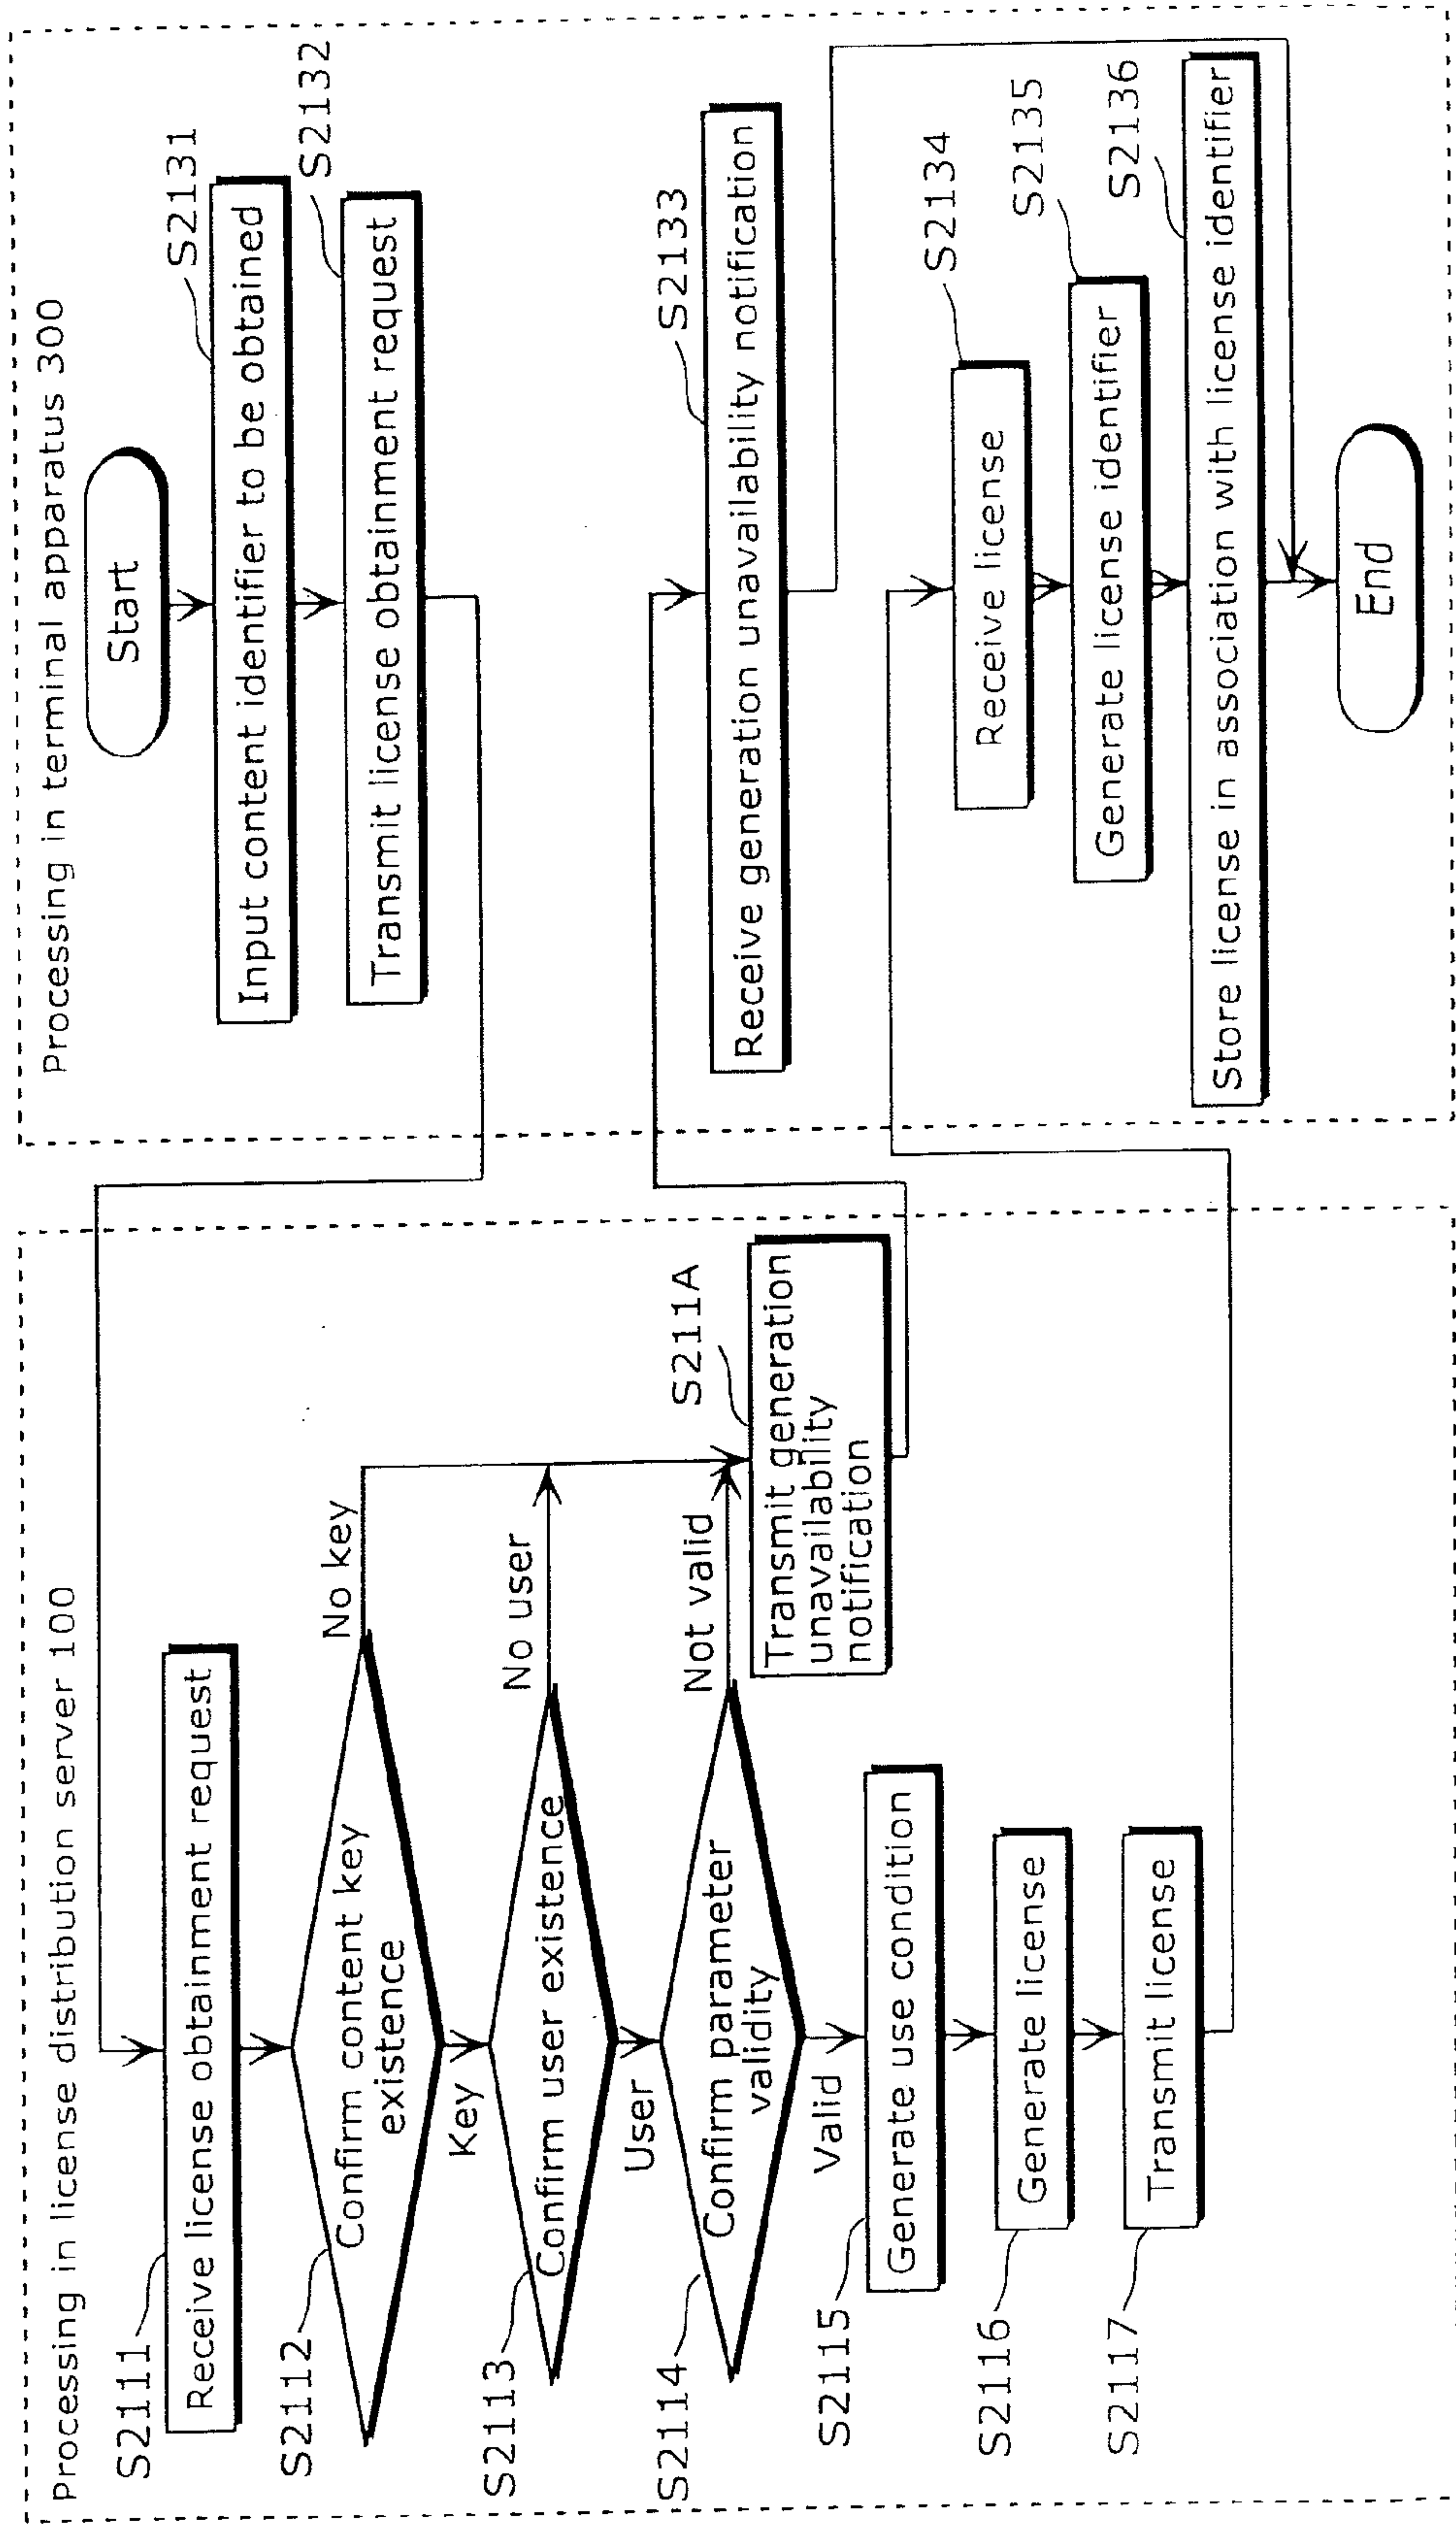 Processing in license distribution server 100
S2111
Receive license obtainment request
S2112
Confirm content key
existence
No key
Key
S2113
Confirm user existence
No user
User
S2114
Confirm parameter
validity
Not valid
Valid
S211A
Transmit generation
unavailability
notification
S2115
Generate use condition
S2116
Generate license
S2117
Transmit license
Processing in terminal apparatus 300
Start
S2131
Input content identifier to be obtained
S2132
Transmit license obtainment request
S2133
Receive generation unavailability notification
S2134
Receive license
S2135
Generate license identifier
S2136
Store license in association with license identifier
End